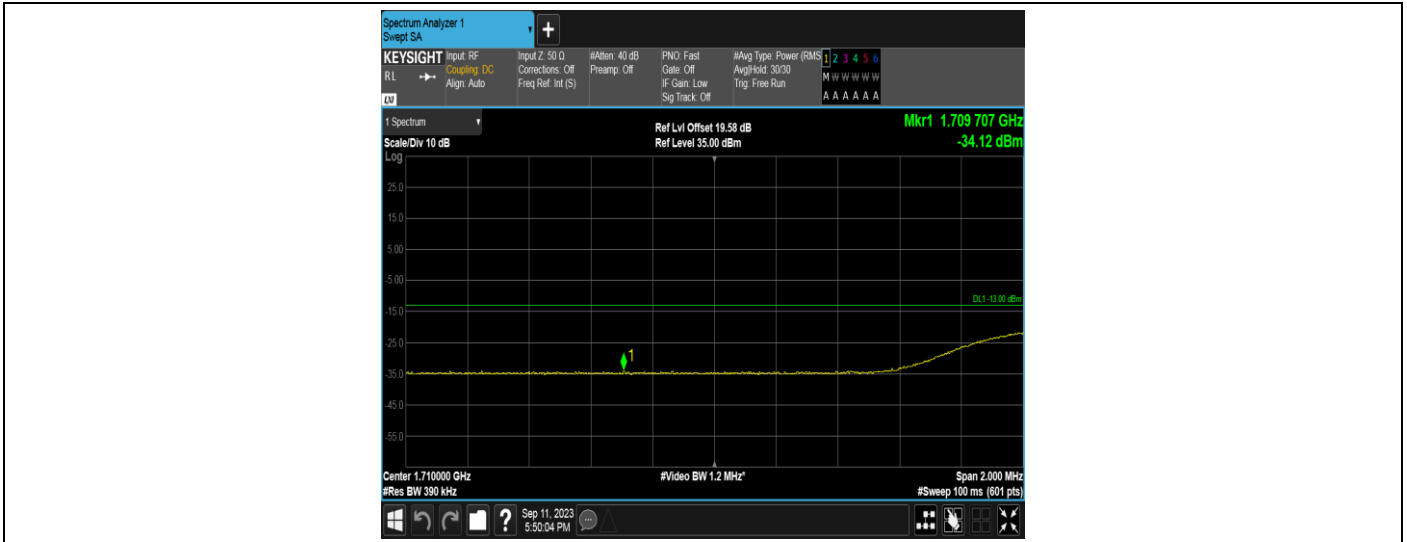 Spectrum Analyzer 1
Swept SA
+
KEYSIGHT
RL
LXI
Input: RF
Coupling: DC
Align: Auto
Input Z: 50 Ω
Corrections: Off
Freq Ref: Int (S)
#Atten: 40 dB
Preamp: Off
PNO: Fast
Gate: Off
IF Gain: Low
Sig Track: Off
#Avg Type: Power (RMS
Avg|Hold: 30/30
Trig: Free Run
1 2 3 4 5 6
M W W W W W
A A A A A A
1 Spectrum
Scale/Div 10 dB
Ref Lvl Offset 19.58 dB
Ref Level 35.00 dBm
Mkr1 1.709 707 GHz
-34.12 dBm
Log
25.0
15.0
5.00
-5.00
DL1 -13.00 dBm
-15.0
-25.0
1
-35.0
-45.0
-55.0
Center 1.710000 GHz
#Video BW 1.2 MHz*
Span 2.000 MHz
#Res BW 390 kHz
#Sweep 100 ms (601 pts)
?
Sep 11, 2023
5:50:04 PM